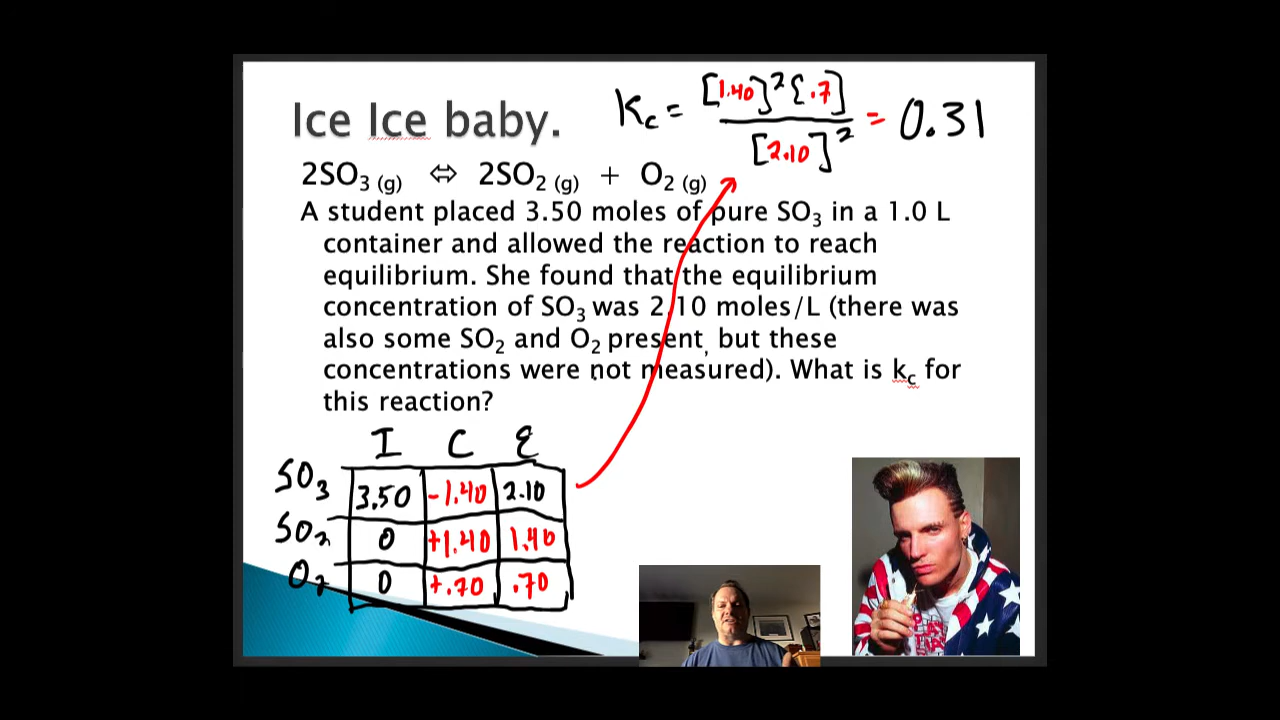 Ice Ice baby.
Kc = [1.40]²[.7] / [2.10]² = 0.31
2SO₃ (g) ⇔ 2SO₂ (g) + O₂ (g)
A student placed 3.50 moles of pure SO₃ in a 1.0 L
container and allowed the reaction to reach
equilibrium. She found that the equilibrium
concentration of SO₃ was 2.10 moles/L (there was
also some SO₂ and O₂ present, but these
concentrations were not measured). What is kc for
this reaction?
I C E
SO₃ 3.50 -1.40 2.10
SO₂ 0 +1.40 1.40
O₂ 0 +.70 .70